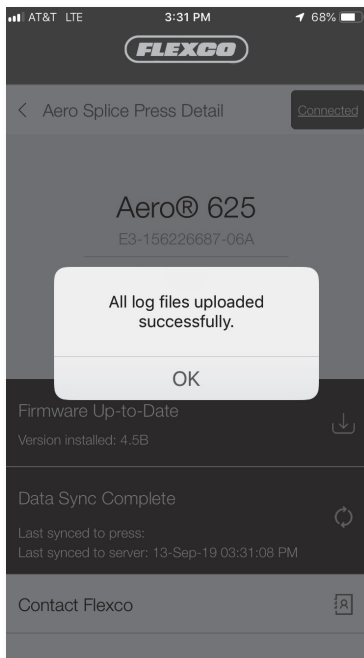 AT&T LTE 3:31 PM 68%
FLEXCO
Aero Splice Press Detail Connected
Aero® 625
E3-156226687-06A
All log files uploaded
successfully.
OK
Firmware Up-to-Date
Version installed: 4.5B
Data Sync Complete
Last synced to press:
Last synced to server: 13-Sep-19 03:31:08 PM
Contact Flexco